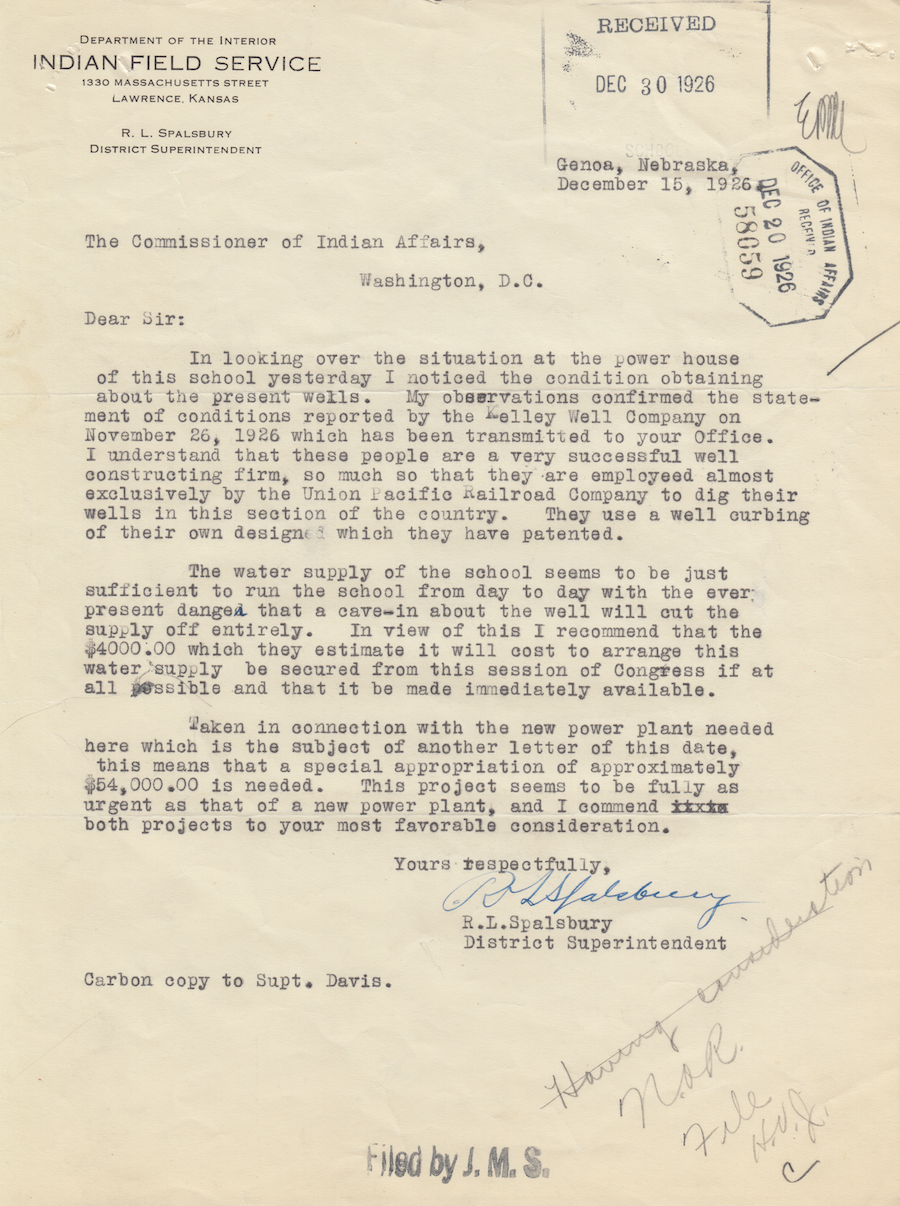 DEPARTMENT OF THE INTERIOR
INDIAN FIELD SERVICE
1330 MASSACHUSETTS STREET
LAWRENCE, KANSAS
R. L. SPALSBURY
DISTRICT SUPERINTENDENT
RECEIVED
DEC 30 1926
Genoa, Nebraska,
December 15, 1926
OFFICE OF INDIAN AFFAIRS
RECEIVED
DEC 20 1926
58059
The Commissioner of Indian Affairs,
Washington, D.C.
Dear Sir:
In looking over the situation at the power house
of this school yesterday I noticed the condition obtaining
about the present wells. My observations confirmed the state-
ment of conditions reported by the Kelley Well Company on
November 26, 1926 which has been transmitted to your Office.
I understand that these people are a very successful well
constructing firm, so much so that they are employeed almost
exclusively by the Union Pacific Railroad Company to dig their
wells in this section of the country. They use a well curbing
of their own design which they have patented.
The water supply of the school seems to be just
sufficient to run the school from day to day with the ever
present danged that a cave-in about the well will cut the
supply off entirely. In view of this I recommend that the
$4000.00 which they estimate it will cost to arrange this
water supply be secured from this session of Congress if at
all possible and that it be made immediately available.
Taken in connection with the new power plant needed
here which is the subject of another letter of this date,
this means that a special appropriation of approximately
$54,000.00 is needed. This project seems to be fully as
urgent as that of a new power plant, and I commend
both projects to your most favorable consideration.
Yours respectfully,
R L Spalsbury
R.L.Spalsbury
District Superintendent
Carbon copy to Supt. Davis.
Having consideration
N.O.R.
File
H.V.
Filed by J. M. S.